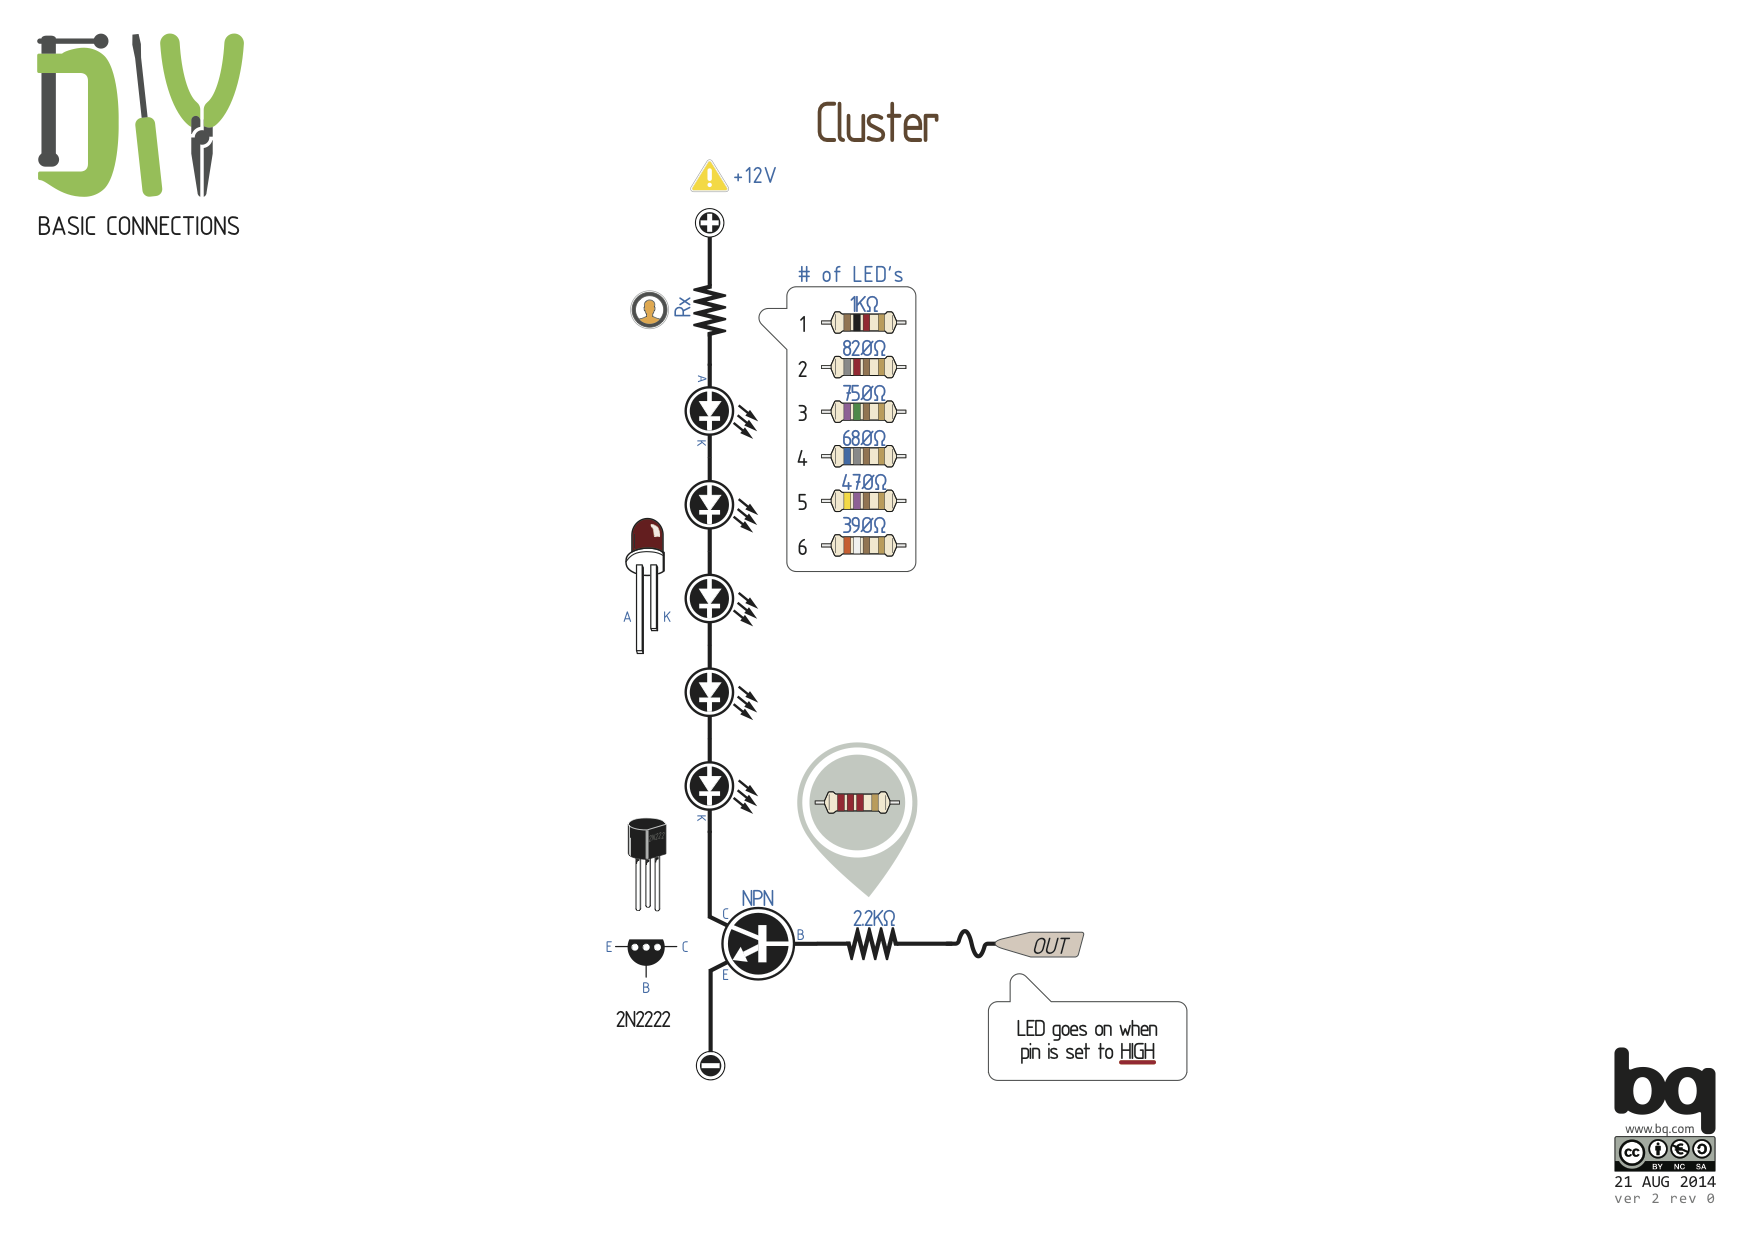 DIY
BASIC CONNECTIONS
Cluster
+12V
# of LED's
Rx
1 1KΩ
2 820Ω
3 750Ω
4 680Ω
5 470Ω
6 390Ω
A
K
A K
K
2N2222
NPN
C
B
E
2.2KΩ
OUT
E C
B
2N2222
LED goes on when
pin is set to HIGH
bq
www.bq.com
cc
BY NC SA
21 AUG 2014
ver 2 rev 0